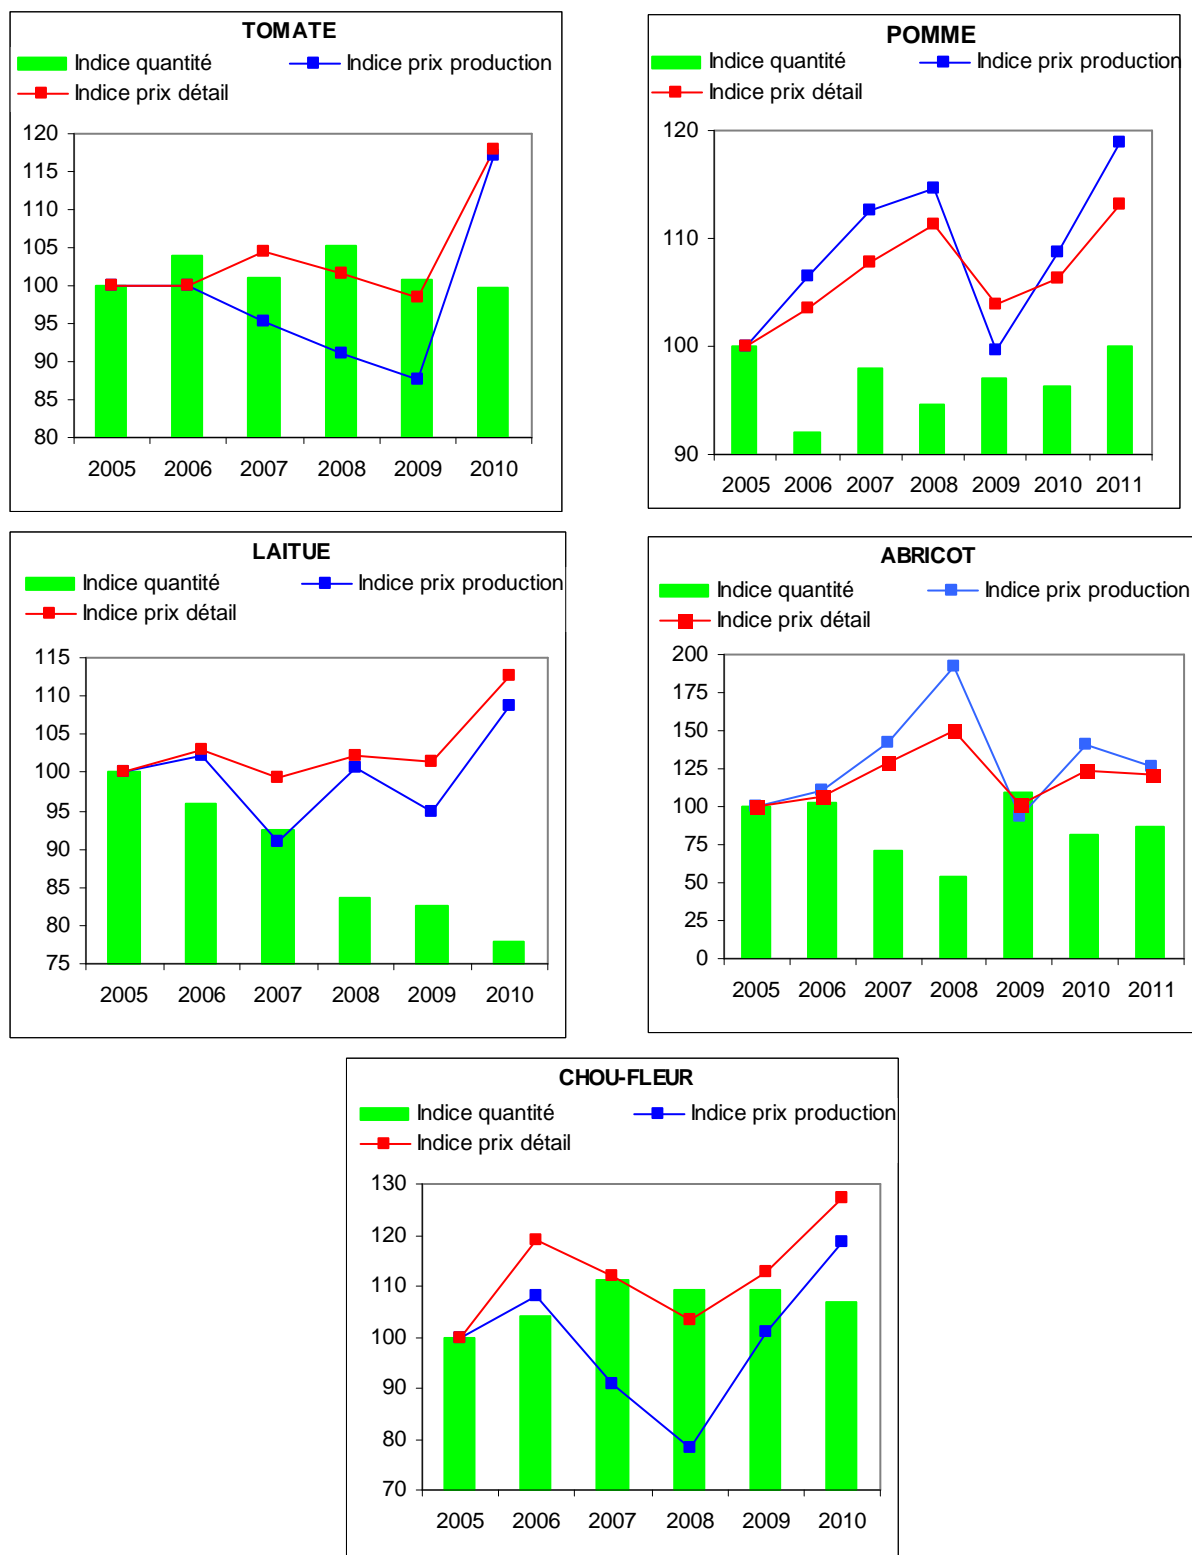 TOMATE
Indice quantité Indice prix production
Indice prix détail
120
115
110
105
100
95
90
85
80
2005 2006 2007 2008 2009 2010
POMME
Indice quantité Indice prix production
Indice prix détail
120
110
100
90
2005 2006 2007 2008 2009 2010 2011
LAITUE
Indice quantité Indice prix production
Indice prix détail
115
110
105
100
95
90
85
80
75
2005 2006 2007 2008 2009 2010
ABRICOT
Indice quantité Indice prix production
Indice prix détail
200
175
150
125
100
75
50
25
0
2005 2006 2007 2008 2009 2010 2011
CHOU-FLEUR
Indice quantité Indice prix production
Indice prix détail
130
120
110
100
90
80
70
2005 2006 2007 2008 2009 2010